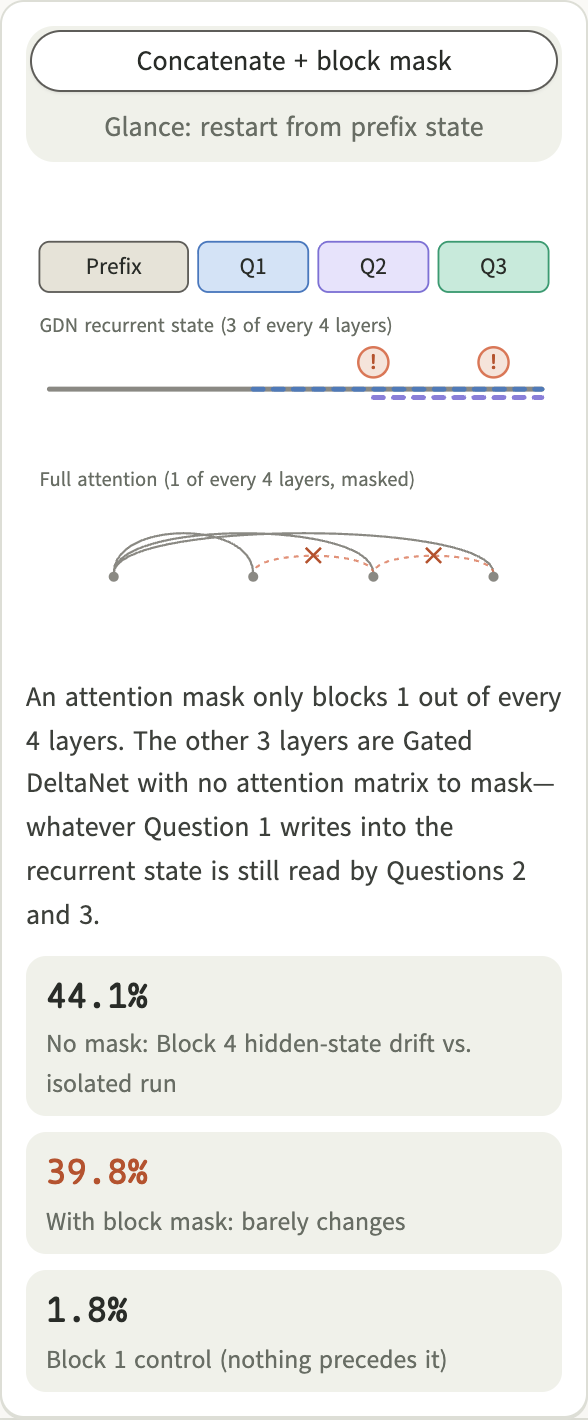 Concatenate + block mask
Glance: restart from prefix state
Prefix
Q1
Q2
Q3
GDN recurrent state (3 of every 4 layers)
!
!
Full attention (1 of every 4 layers, masked)
An attention mask only blocks 1 out of every
4 layers. The other 3 layers are Gated
DeltaNet with no attention matrix to mask—
whatever Question 1 writes into the
recurrent state is still read by Questions 2
and 3.
44.1%
No mask: Block 4 hidden-state drift vs.
isolated run
39.8%
With block mask: barely changes
1.8%
Block 1 control (nothing precedes it)